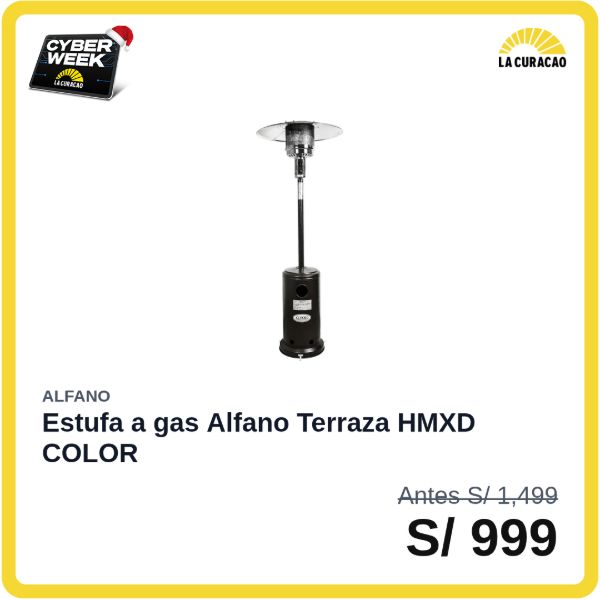 CYBER
WEEK
LA CURACAO
LA CURACAO
ALFANO
Estufa a gas Alfano Terraza HMXD
COLOR
Antes S/ 1,499
S/ 999